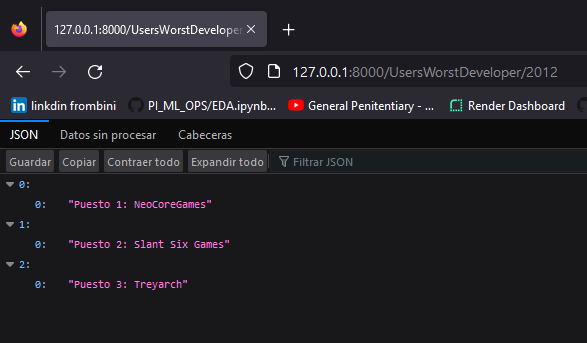 127.0.0.1:8000/UsersWorstDeveloper
127.0.0.1:8000/UsersWorstDeveloper/2012
in linkdin frombini PI_ML_OPS/EDA.ipynb... General Penitentiary - ... Render Dashboard
JSON Datos sin procesar Cabeceras
Guardar Copiar Contraer todo Expandir todo Filtrar JSON
0:
0: "Puesto 1: NeoCoreGames"
1:
0: "Puesto 2: Slant Six Games"
2:
0: "Puesto 3: Treyarch"